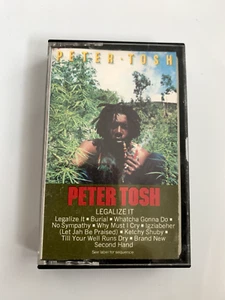 PETER · TOSH
PETER TOSH
LEGALIZE IT
Legalize It • Burial • Whatcha Gonna Do •
No Sympathy • Why Must I Cry • Igziabeher
(Let Jah Be Praised) • Ketchy Shuby •
Till Your Well Runs Dry • Brand New
Second Hand